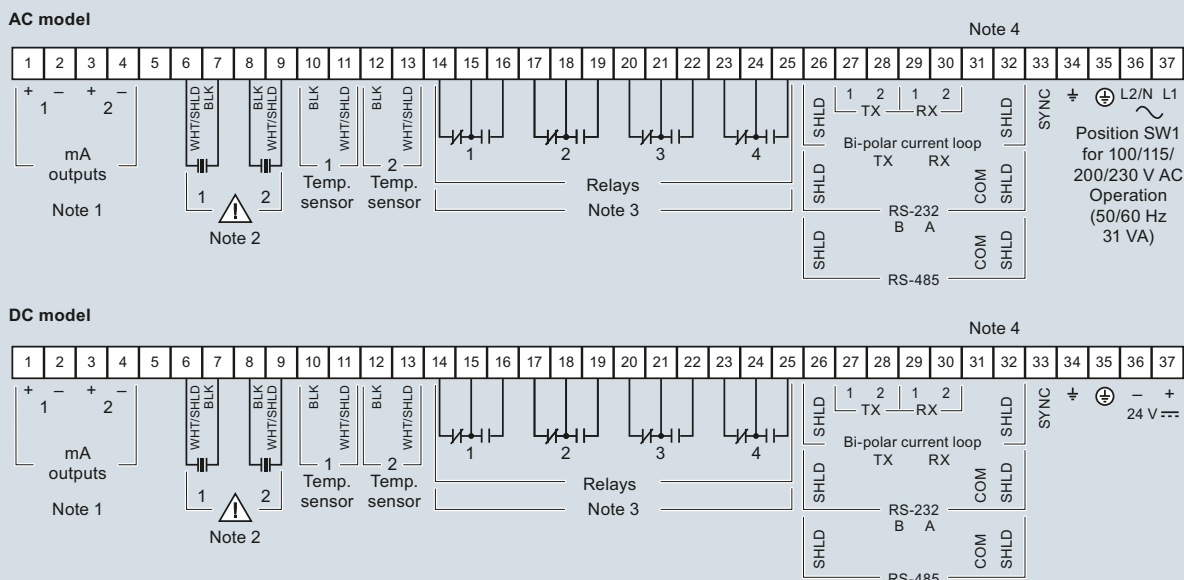 AC model
Note 4
1 2 3 4 5 6 7 8 9 10 11 12 13 14 15 16 17 18 19 20 21 22 23 24 25 26 27 28 29 30 31 32 33 34 35 36 37
+ – + –
1 2
mA
outputs
Note 1
WHT/SHLD
BLK
BLK
WHT/SHLD
1 2
Note 2
BLK
WHT/SHLD
1
Temp.
sensor
BLK
WHT/SHLD
2
Temp.
sensor
1 2 3 4
Relays
Note 3
SHLD
1 2 1 2
TX RX
SHLD
Bi-polar current loop
SHLD
TX RX
COM
SHLD
RS-232
SHLD
B A
COM
SHLD
RS-485
SYNC
L2/N L1
Position SW1
for 100/115/
200/230 V AC
Operation
(50/60 Hz
31 VA)
DC model
Note 4
1 2 3 4 5 6 7 8 9 10 11 12 13 14 15 16 17 18 19 20 21 22 23 24 25 26 27 28 29 30 31 32 33 34 35 36 37
+ – + –
1 2
mA
outputs
Note 1
WHT/SHLD
BLK
BLK
WHT/SHLD
1 2
Note 2
BLK
WHT/SHLD
1
Temp.
sensor
BLK
WHT/SHLD
2
Temp.
sensor
1 2 3 4
Relays
Note 3
SHLD
1 2 1 2
TX RX
SHLD
Bi-polar current loop
SHLD
TX RX
COM
SHLD
RS-232
SHLD
B A
COM
SHLD
RS-485
SYNC
– +
24 V